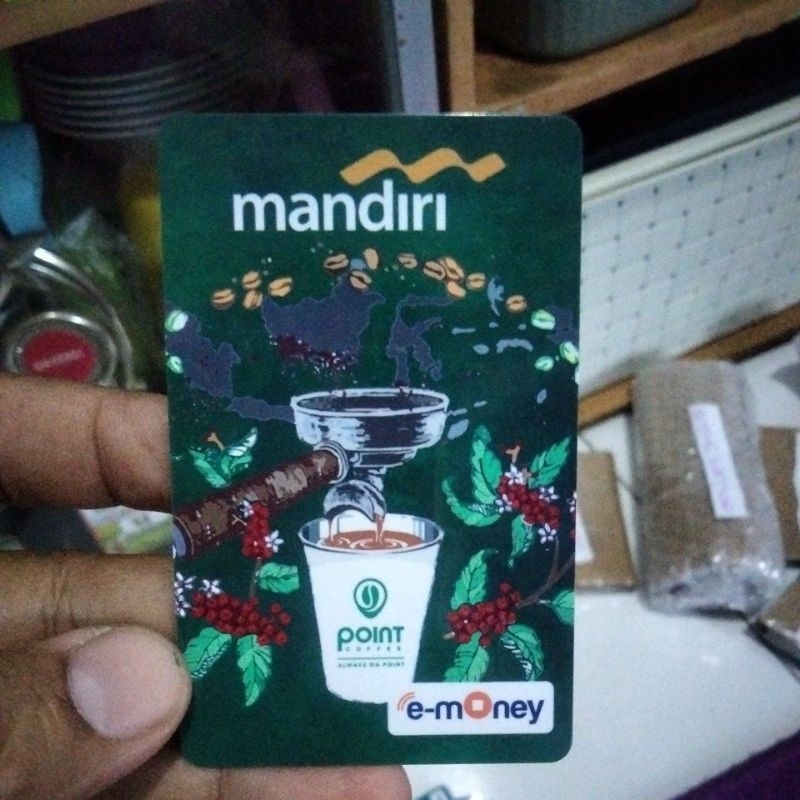 mandiri
POINT
COFFEE
ALWAYS ON POINT
e-money